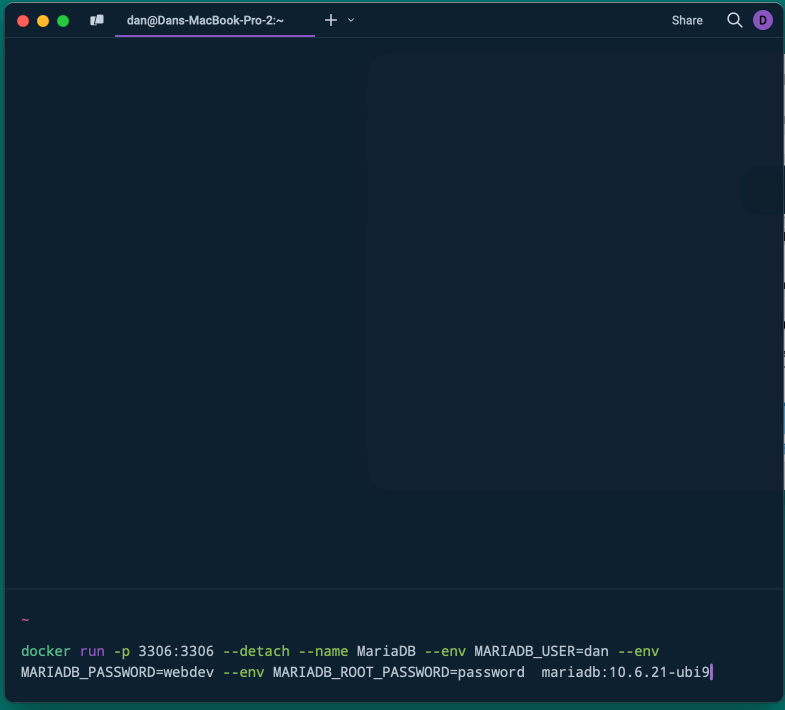 dan@Dans-MacBook-Pro-2:~
Share
D
~
docker run -p 3306:3306 --detach --name MariaDB --env MARIADB_USER=dan --env
MARIADB_PASSWORD=webdev --env MARIADB_ROOT_PASSWORD=password  mariadb:10.6.21-ubi9